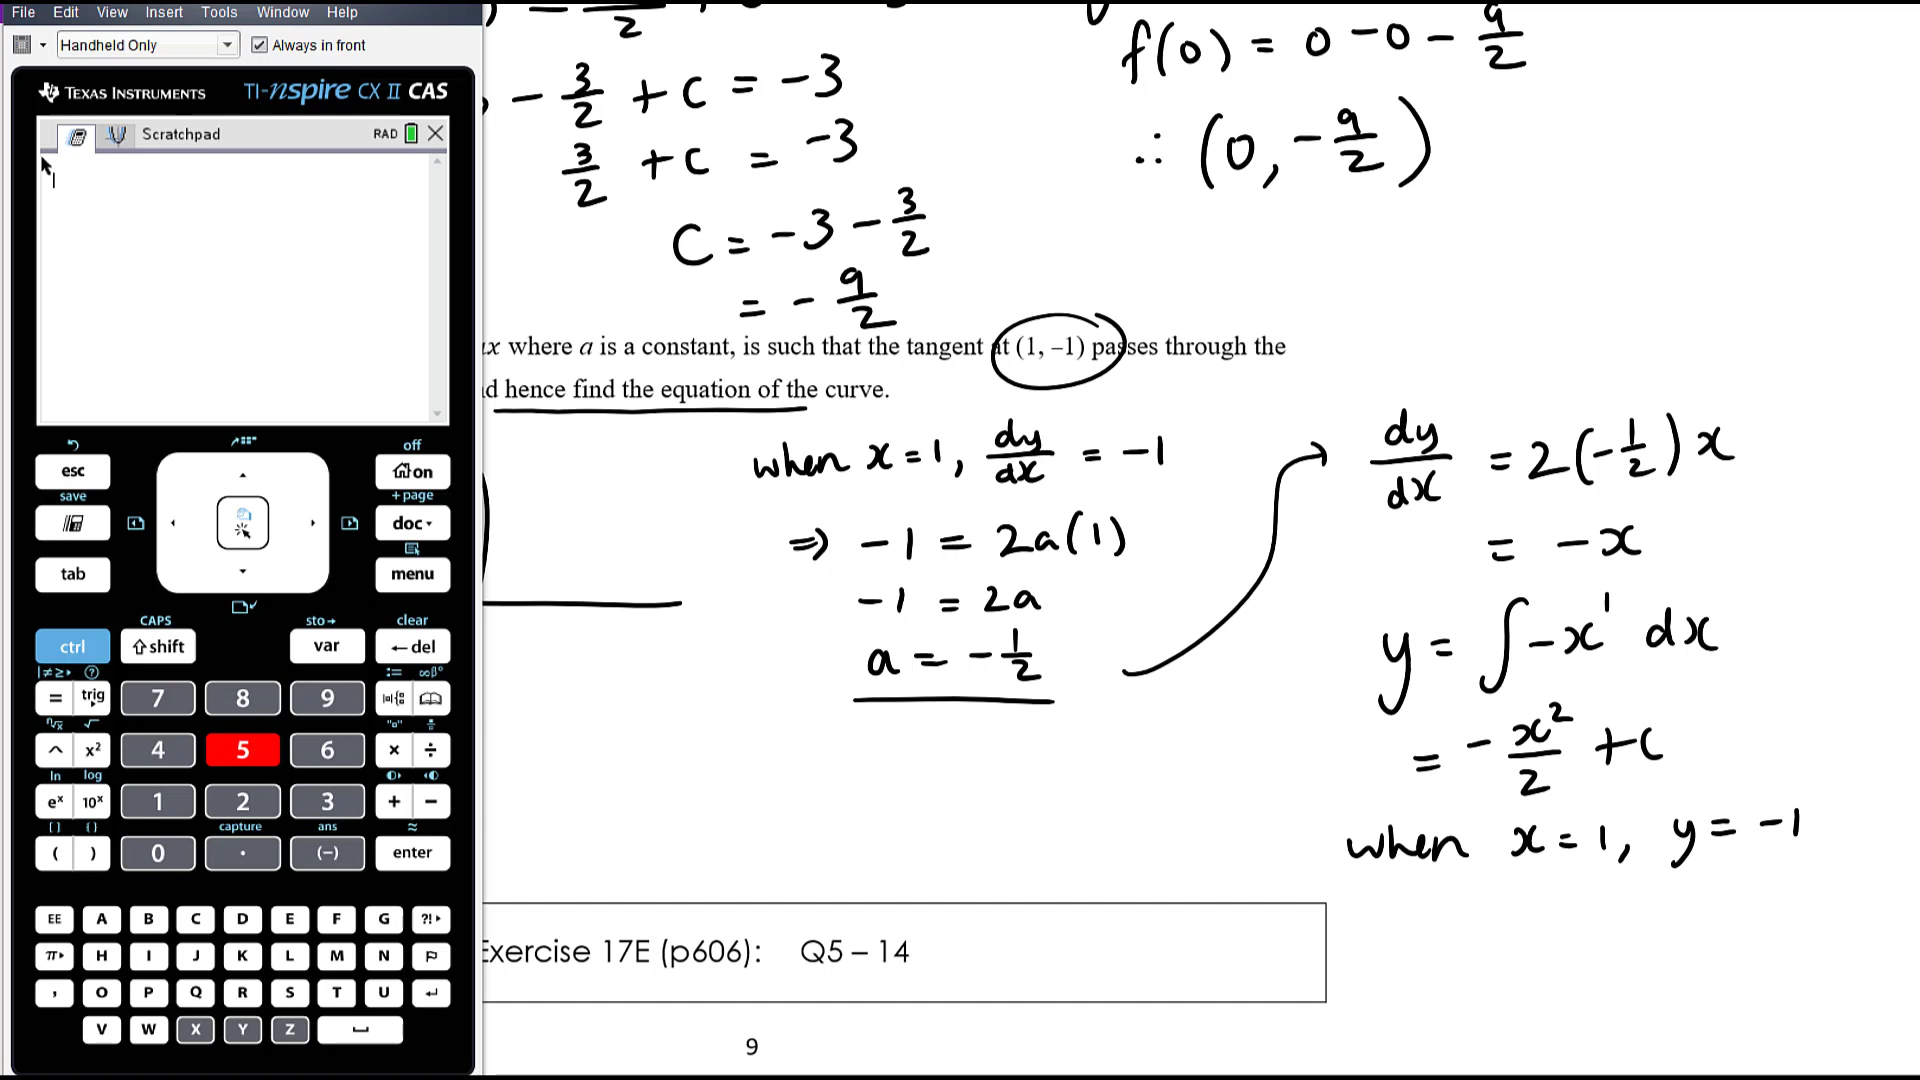 File Edit View Insert Tools Window Help
Handheld Only Always in front
TEXAS INSTRUMENTS TI-nspire CX II CAS
Scratchpad RAD
off
esc on
save +page
doc
tab menu
CAPS sto→ clear
ctrl ⇧shift var ←del
|≠≥▸ ? := ∞β°
= trig 7 8 9
ⁿ√x √
^ x² 4 5 6 × ÷
ln log
eˣ 10ˣ 1 2 3 + −
[ ] { } capture ans ≈
( ) 0 . (−) enter
EE A B C D E F G ?!▸
π▸ H I J K L M N
, O P Q R S T U ↵
V W X Y Z
− 3/2 + c = −3
3/2 + c = −3
C = −3 − 3/2
= − 9/2
f(0) = 0 − 0 − 9/2
∴ (0, − 9/2)
x where a is a constant, is such that the tangent at (1, –1) passes through the
d hence find the equation of the curve.
when x = 1, dy/dx = −1
⇒ −1 = 2a(1)
−1 = 2a
a = − 1/2
dy/dx = 2(− 1/2)x
= −x
y = ∫ −x¹ dx
= − x²/2 + c
when x = 1, y = −1
Exercise 17E (p606): Q5 – 14
9